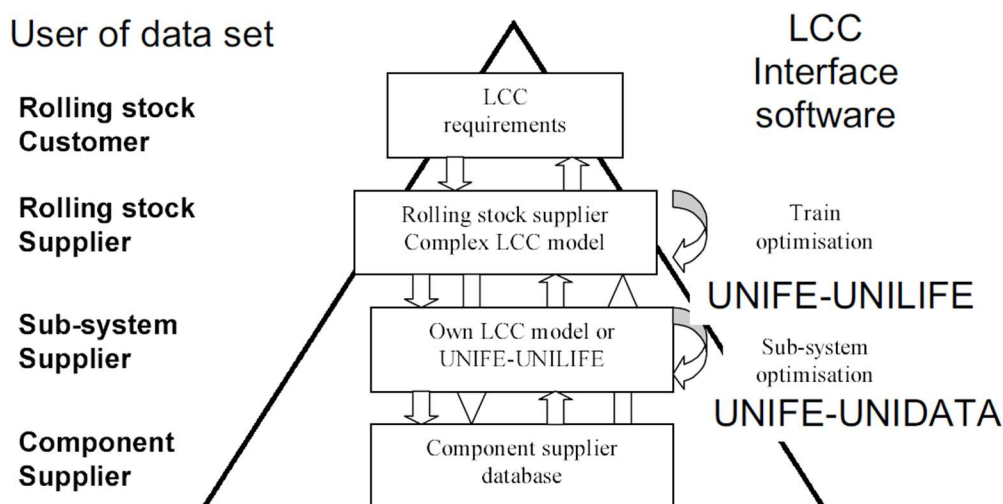 User of data set
LCC
Interface
software
Rolling stock
Customer
LCC
requirements
Rolling stock
Supplier
Rolling stock supplier
Complex LCC model
Train
optimisation
UNIFE-UNILIFE
Sub-system
Supplier
Own LCC model or
UNIFE-UNILIFE
Sub-system
optimisation
UNIFE-UNIDATA
Component
Supplier
Component supplier
database